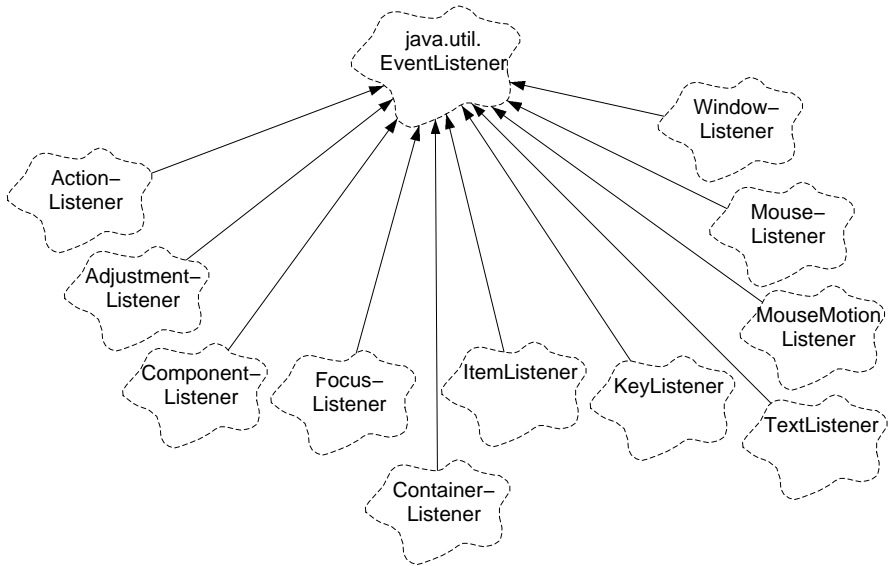 java.util.
EventListener
Window–
Listener
Action–
Listener
Mouse–
Listener
Adjustment–
Listener
MouseMotion
Listener
Component–
Listener
Focus–
Listener
ItemListener
KeyListener
TextListener
Container–
Listener